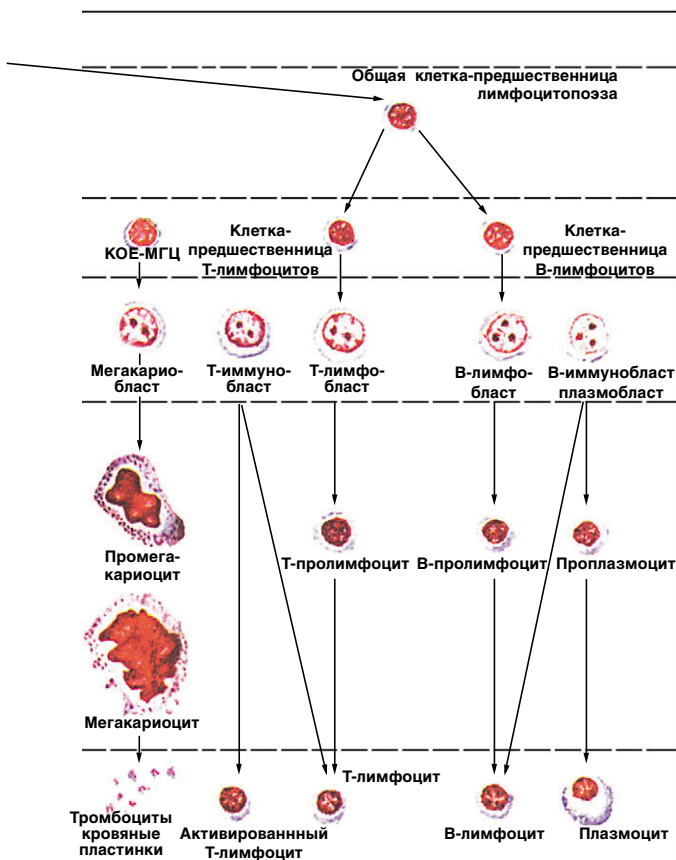 Общая клетка-предшественница
лимфоцитопоэза
КОЕ-МГЦ
Клетка-
предшественница
Т-лимфоцитов
Клетка-
предшественница
В-лимфоцитов
Мегакарио-
бласт
Т-иммуно-
бласт
Т-лимфо-
бласт
В-лимфо-
бласт
В-иммунобласт
плазмобласт
Промега-
кариоцит
Т-пролимфоцит
В-пролимфоцит
Проплазмоцит
Мегакариоцит
Тромбоциты
кровяные
пластинки
Активированнный
Т-лимфоцит
Т-лимфоцит
В-лимфоцит
Плазмоцит